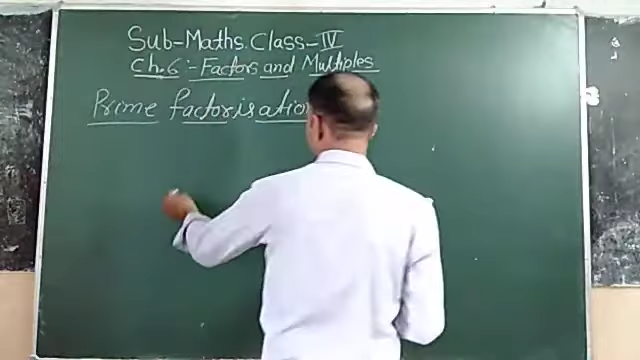 Sub-Maths. Class-IV
Ch. 6:- Factors and Multiples
Prime factorisation